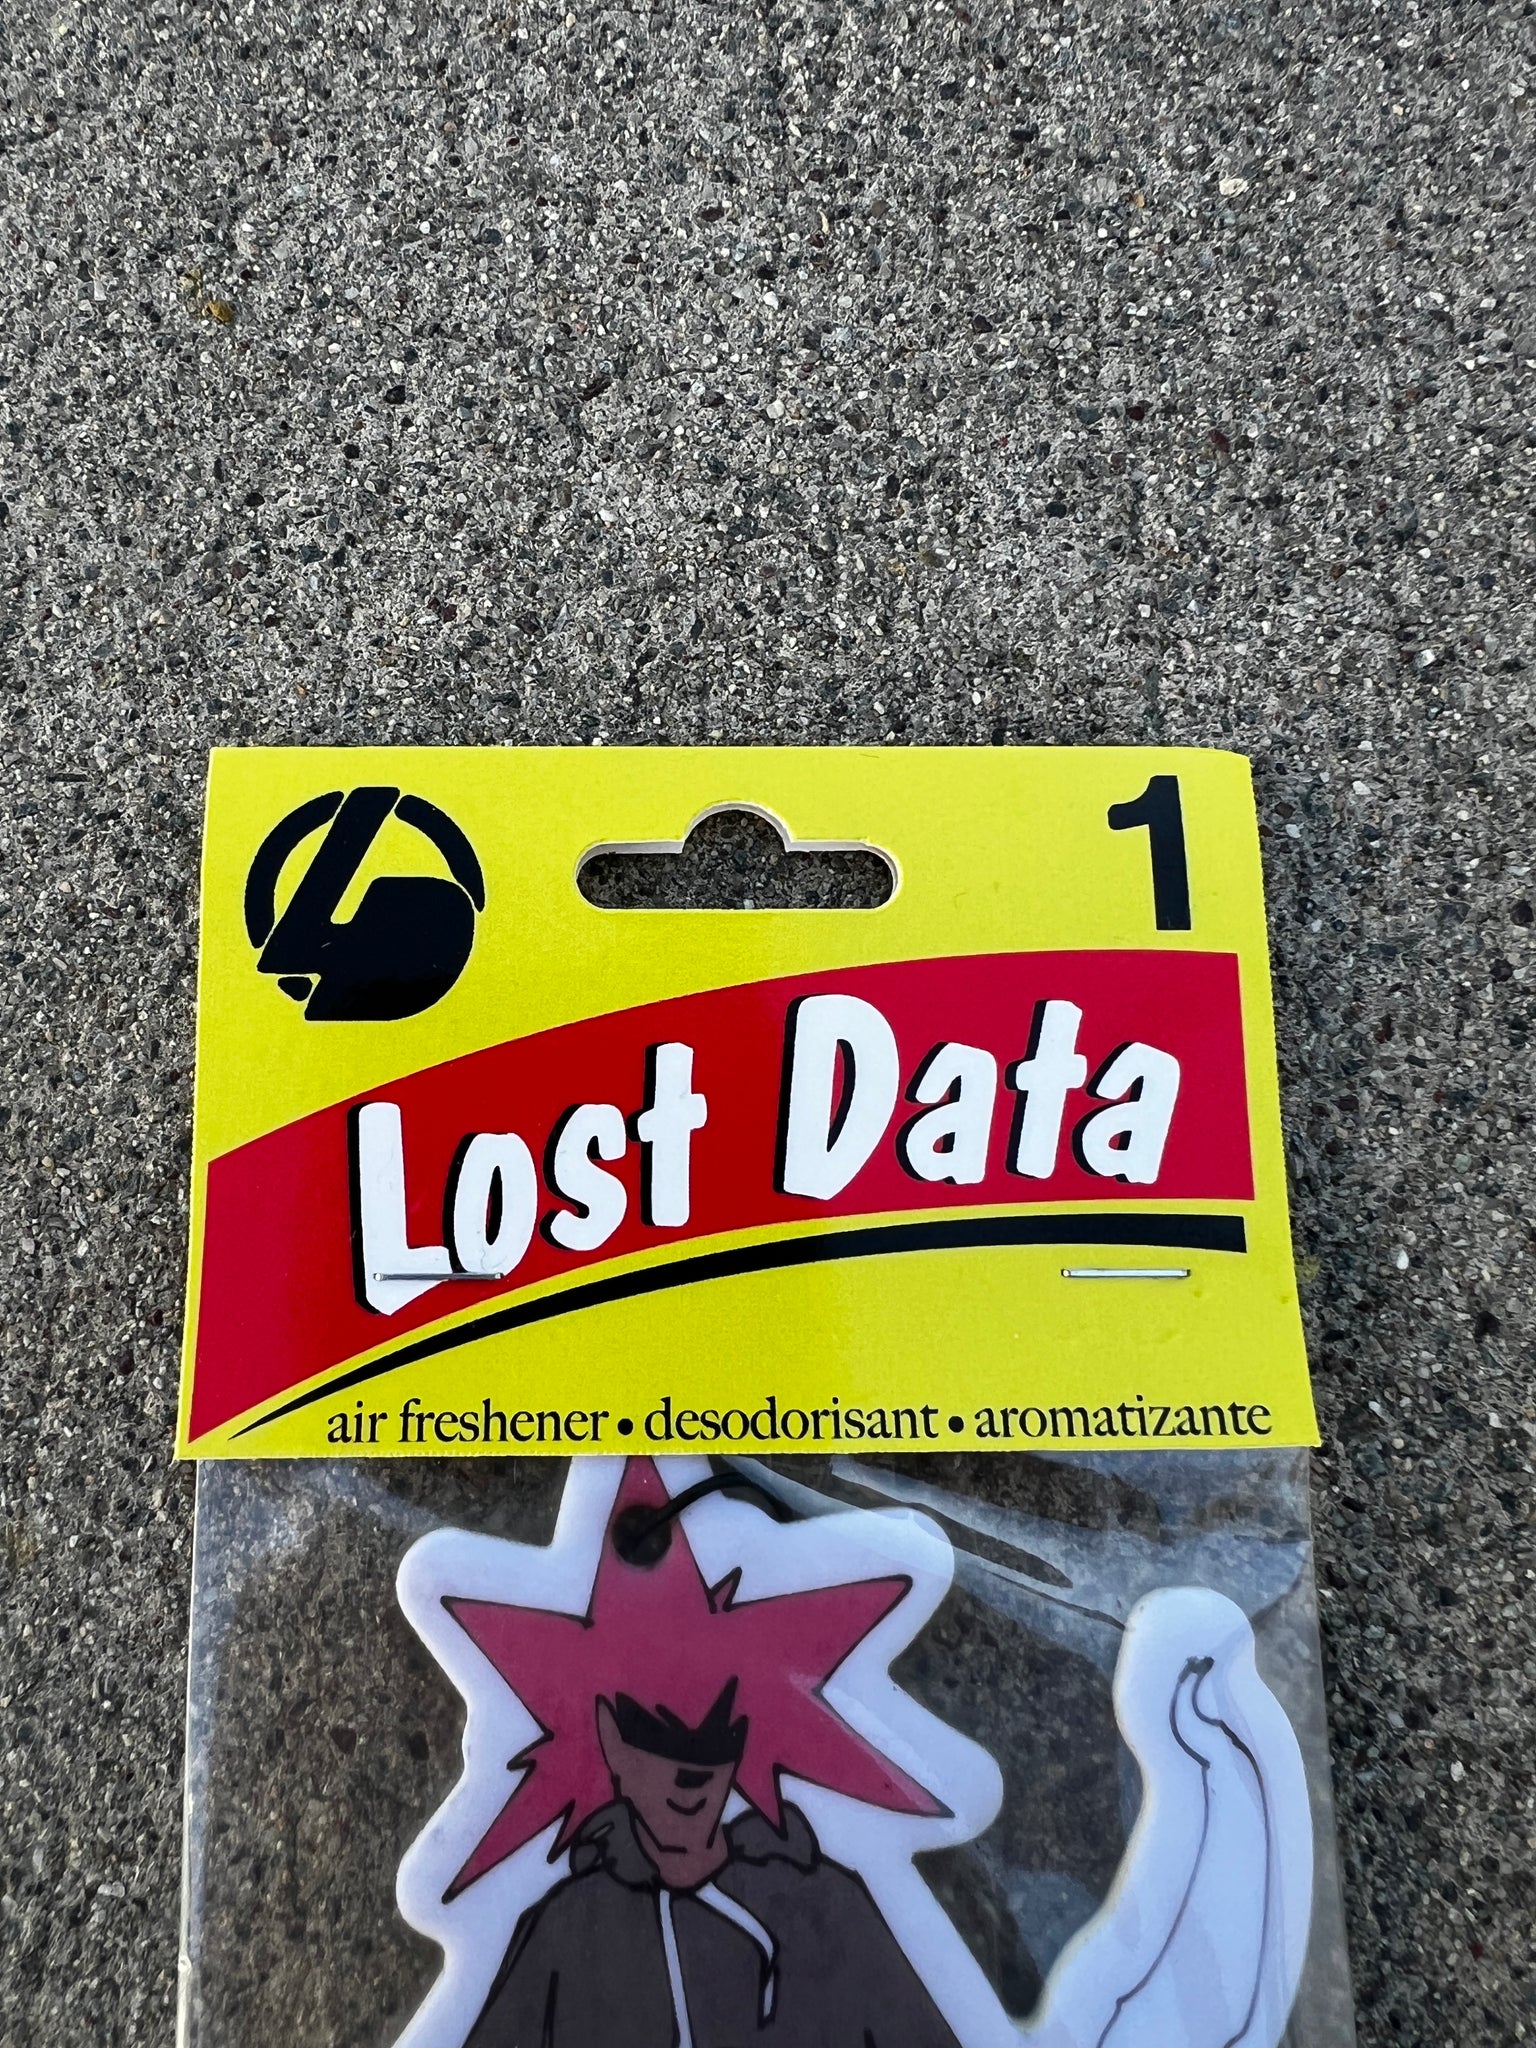 1
Lost Data
air freshener • desodorisant • aromatizante